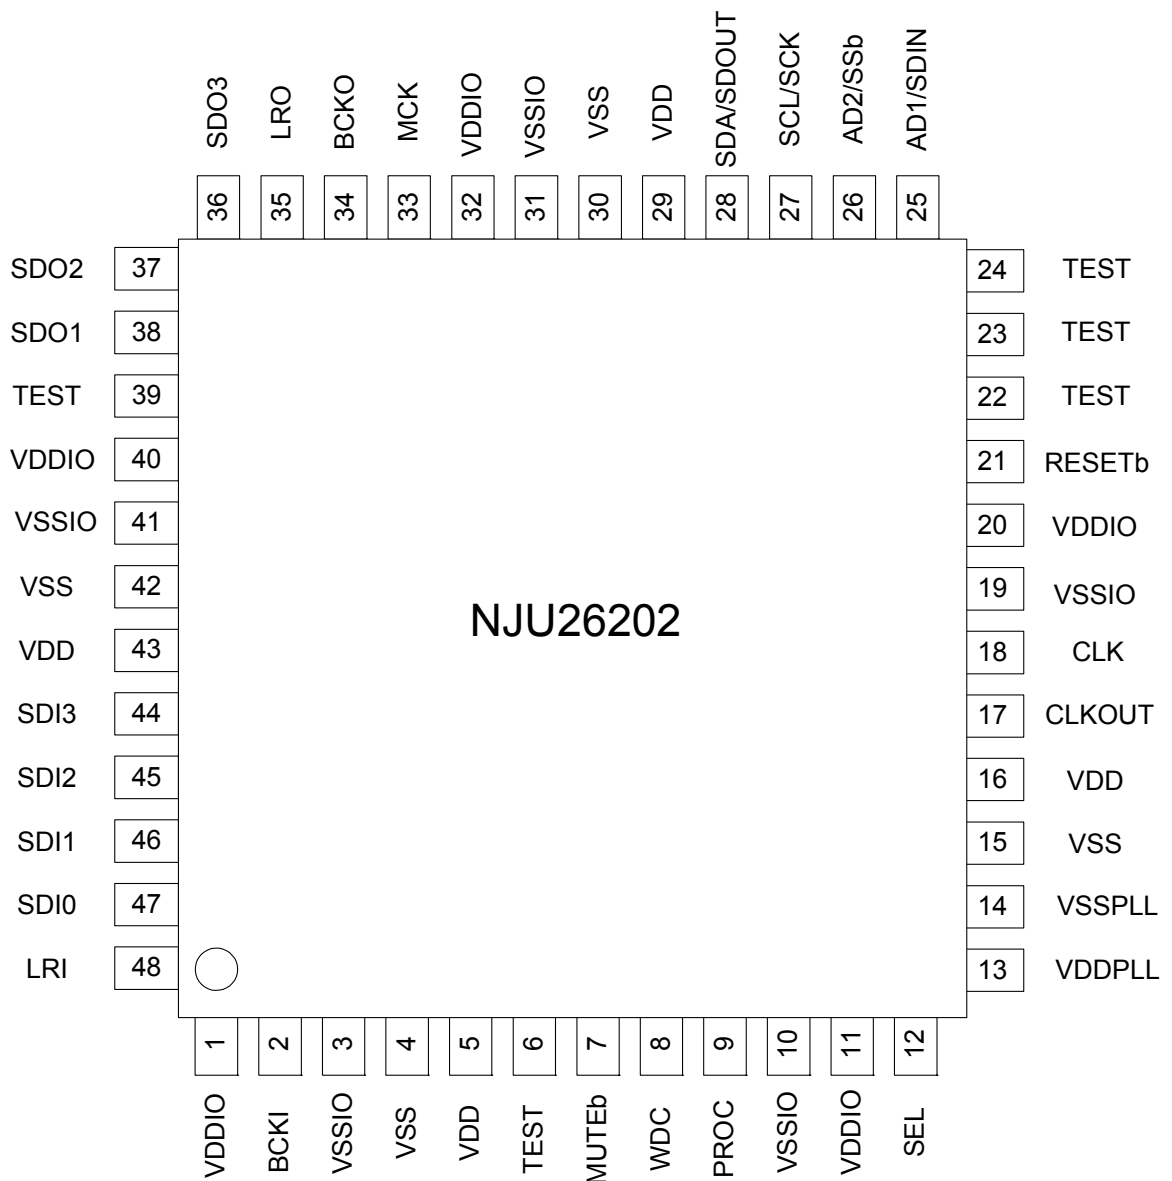 SDO3 LRO BCKO MCK VDDIO VSSIO VSS VDD SDA/SDOUT SCL/SCK AD2/SSb AD1/SDIN
36 35 34 33 32 31 30 29 28 27 26 25
SDO2 37 24 TEST
SDO1 38 23 TEST
TEST 39 22 TEST
VDDIO 40 21 RESETb
VSSIO 41 20 VDDIO
VSS 42 19 VSSIO
NJU26202
VDD 43 18 CLK
SDI3 44 17 CLKOUT
SDI2 45 16 VDD
SDI1 46 15 VSS
SDI0 47 14 VSSPLL
LRI 48 13 VDDPLL
1 2 3 4 5 6 7 8 9 10 11 12
VDDIO BCKI VSSIO VSS VDD TEST MUTEb WDC PROC VSSIO VDDIO SEL